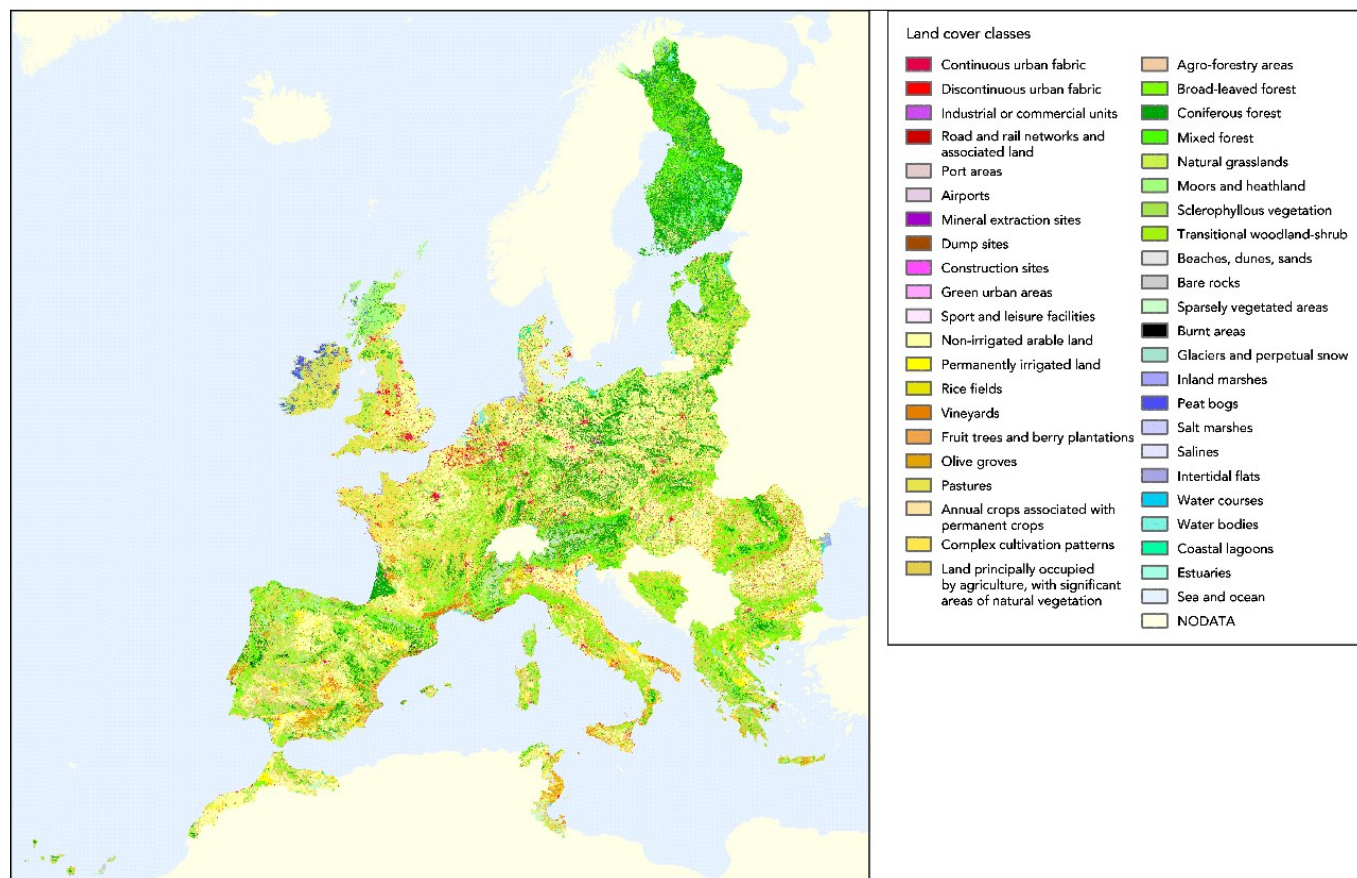 Land cover classes
Continuous urban fabric
Discontinuous urban fabric
Industrial or commercial units
Road and rail networks and
associated land
Port areas
Airports
Mineral extraction sites
Dump sites
Construction sites
Green urban areas
Sport and leisure facilities
Non-irrigated arable land
Permanently irrigated land
Rice fields
Vineyards
Fruit trees and berry plantations
Olive groves
Pastures
Annual crops associated with
permanent crops
Complex cultivation patterns
Land principally occupied
by agriculture, with significant
areas of natural vegetation
Agro-forestry areas
Broad-leaved forest
Coniferous forest
Mixed forest
Natural grasslands
Moors and heathland
Sclerophyllous vegetation
Transitional woodland-shrub
Beaches, dunes, sands
Bare rocks
Sparsely vegetated areas
Burnt areas
Glaciers and perpetual snow
Inland marshes
Peat bogs
Salt marshes
Salines
Intertidal flats
Water courses
Water bodies
Coastal lagoons
Estuaries
Sea and ocean
NODATA